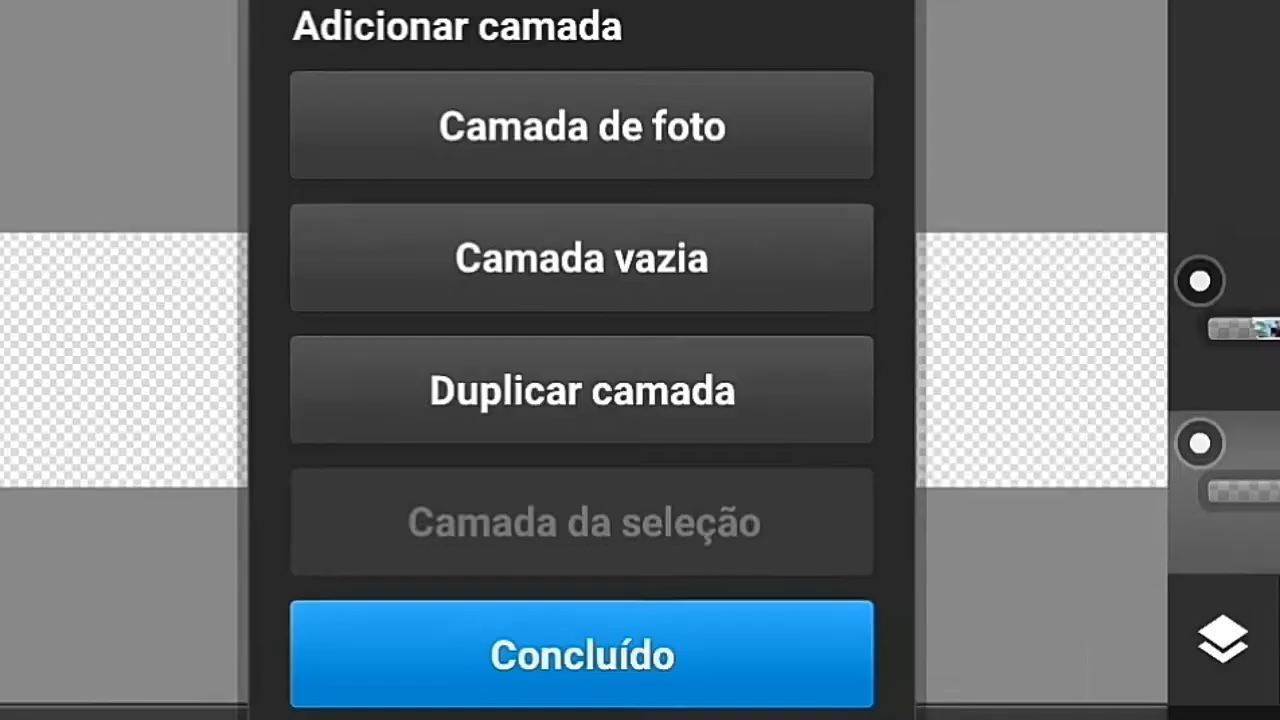 Adicionar camada
Camada de foto
Camada vazia
Duplicar camada
Camada da seleção
Concluído